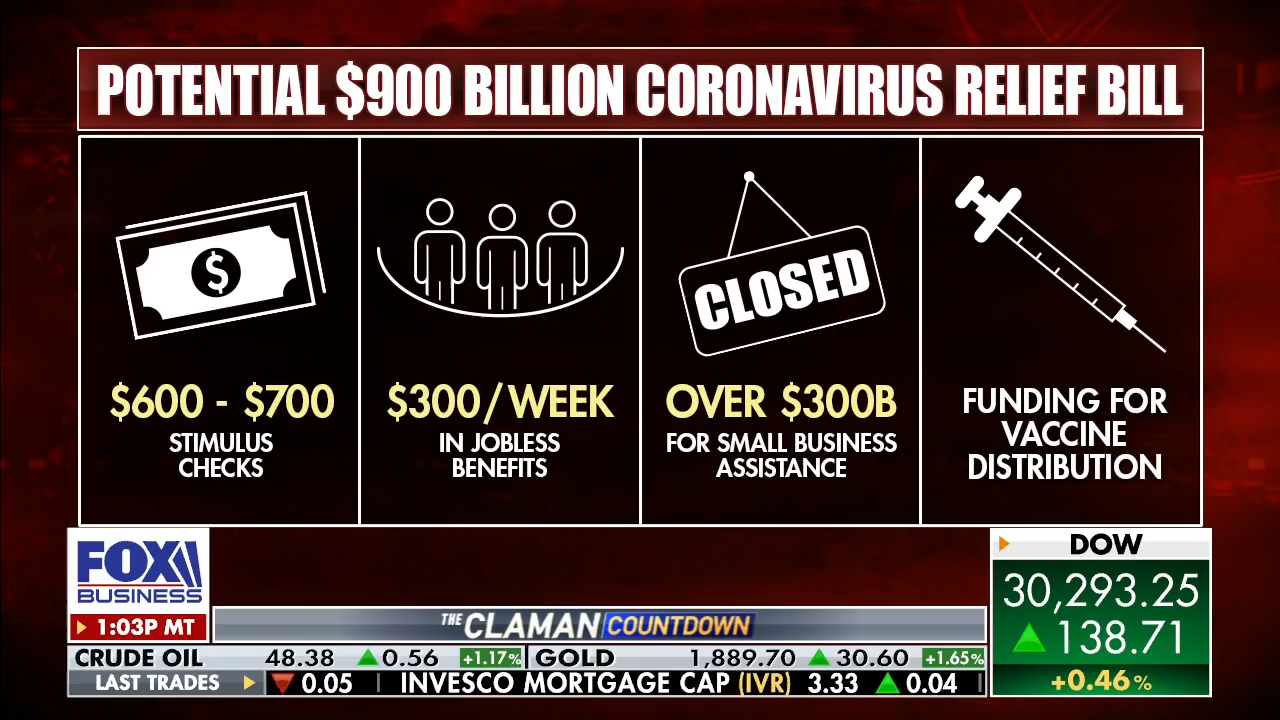 POTENTIAL $900 BILLION CORONAVIRUS RELIEF BILL
$
$600 - $700
STIMULUS
CHECKS
$300/WEEK
IN JOBLESS
BENEFITS
CLOSED
OVER $300B
FOR SMALL BUSINESS
ASSISTANCE
FUNDING FOR
VACCINE
DISTRIBUTION
FOX
BUSINESS
1:03P MT
THE CLAMAN COUNTDOWN
DOW
30,293.25
138.71
+0.46%
CRUDE OIL 48.38 0.56 +1.17% GOLD 1,889.70 30.60 +1.65%
LAST TRADES 0.05 INVESCO MORTGAGE CAP (IVR) 3.33 0.04